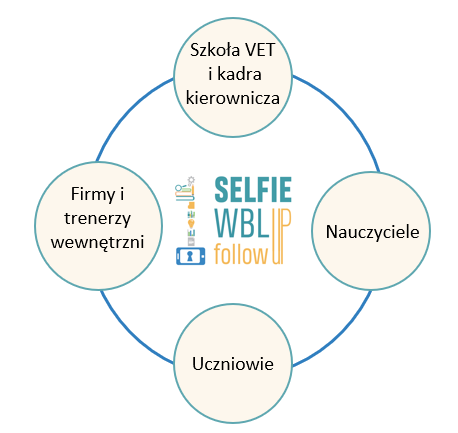 Szkoła VET
i kadra
kierownicza
Firmy i
trenerzy
wewnętrzni
SELFIE
WBL UP
follow
Nauczyciele
Uczniowie